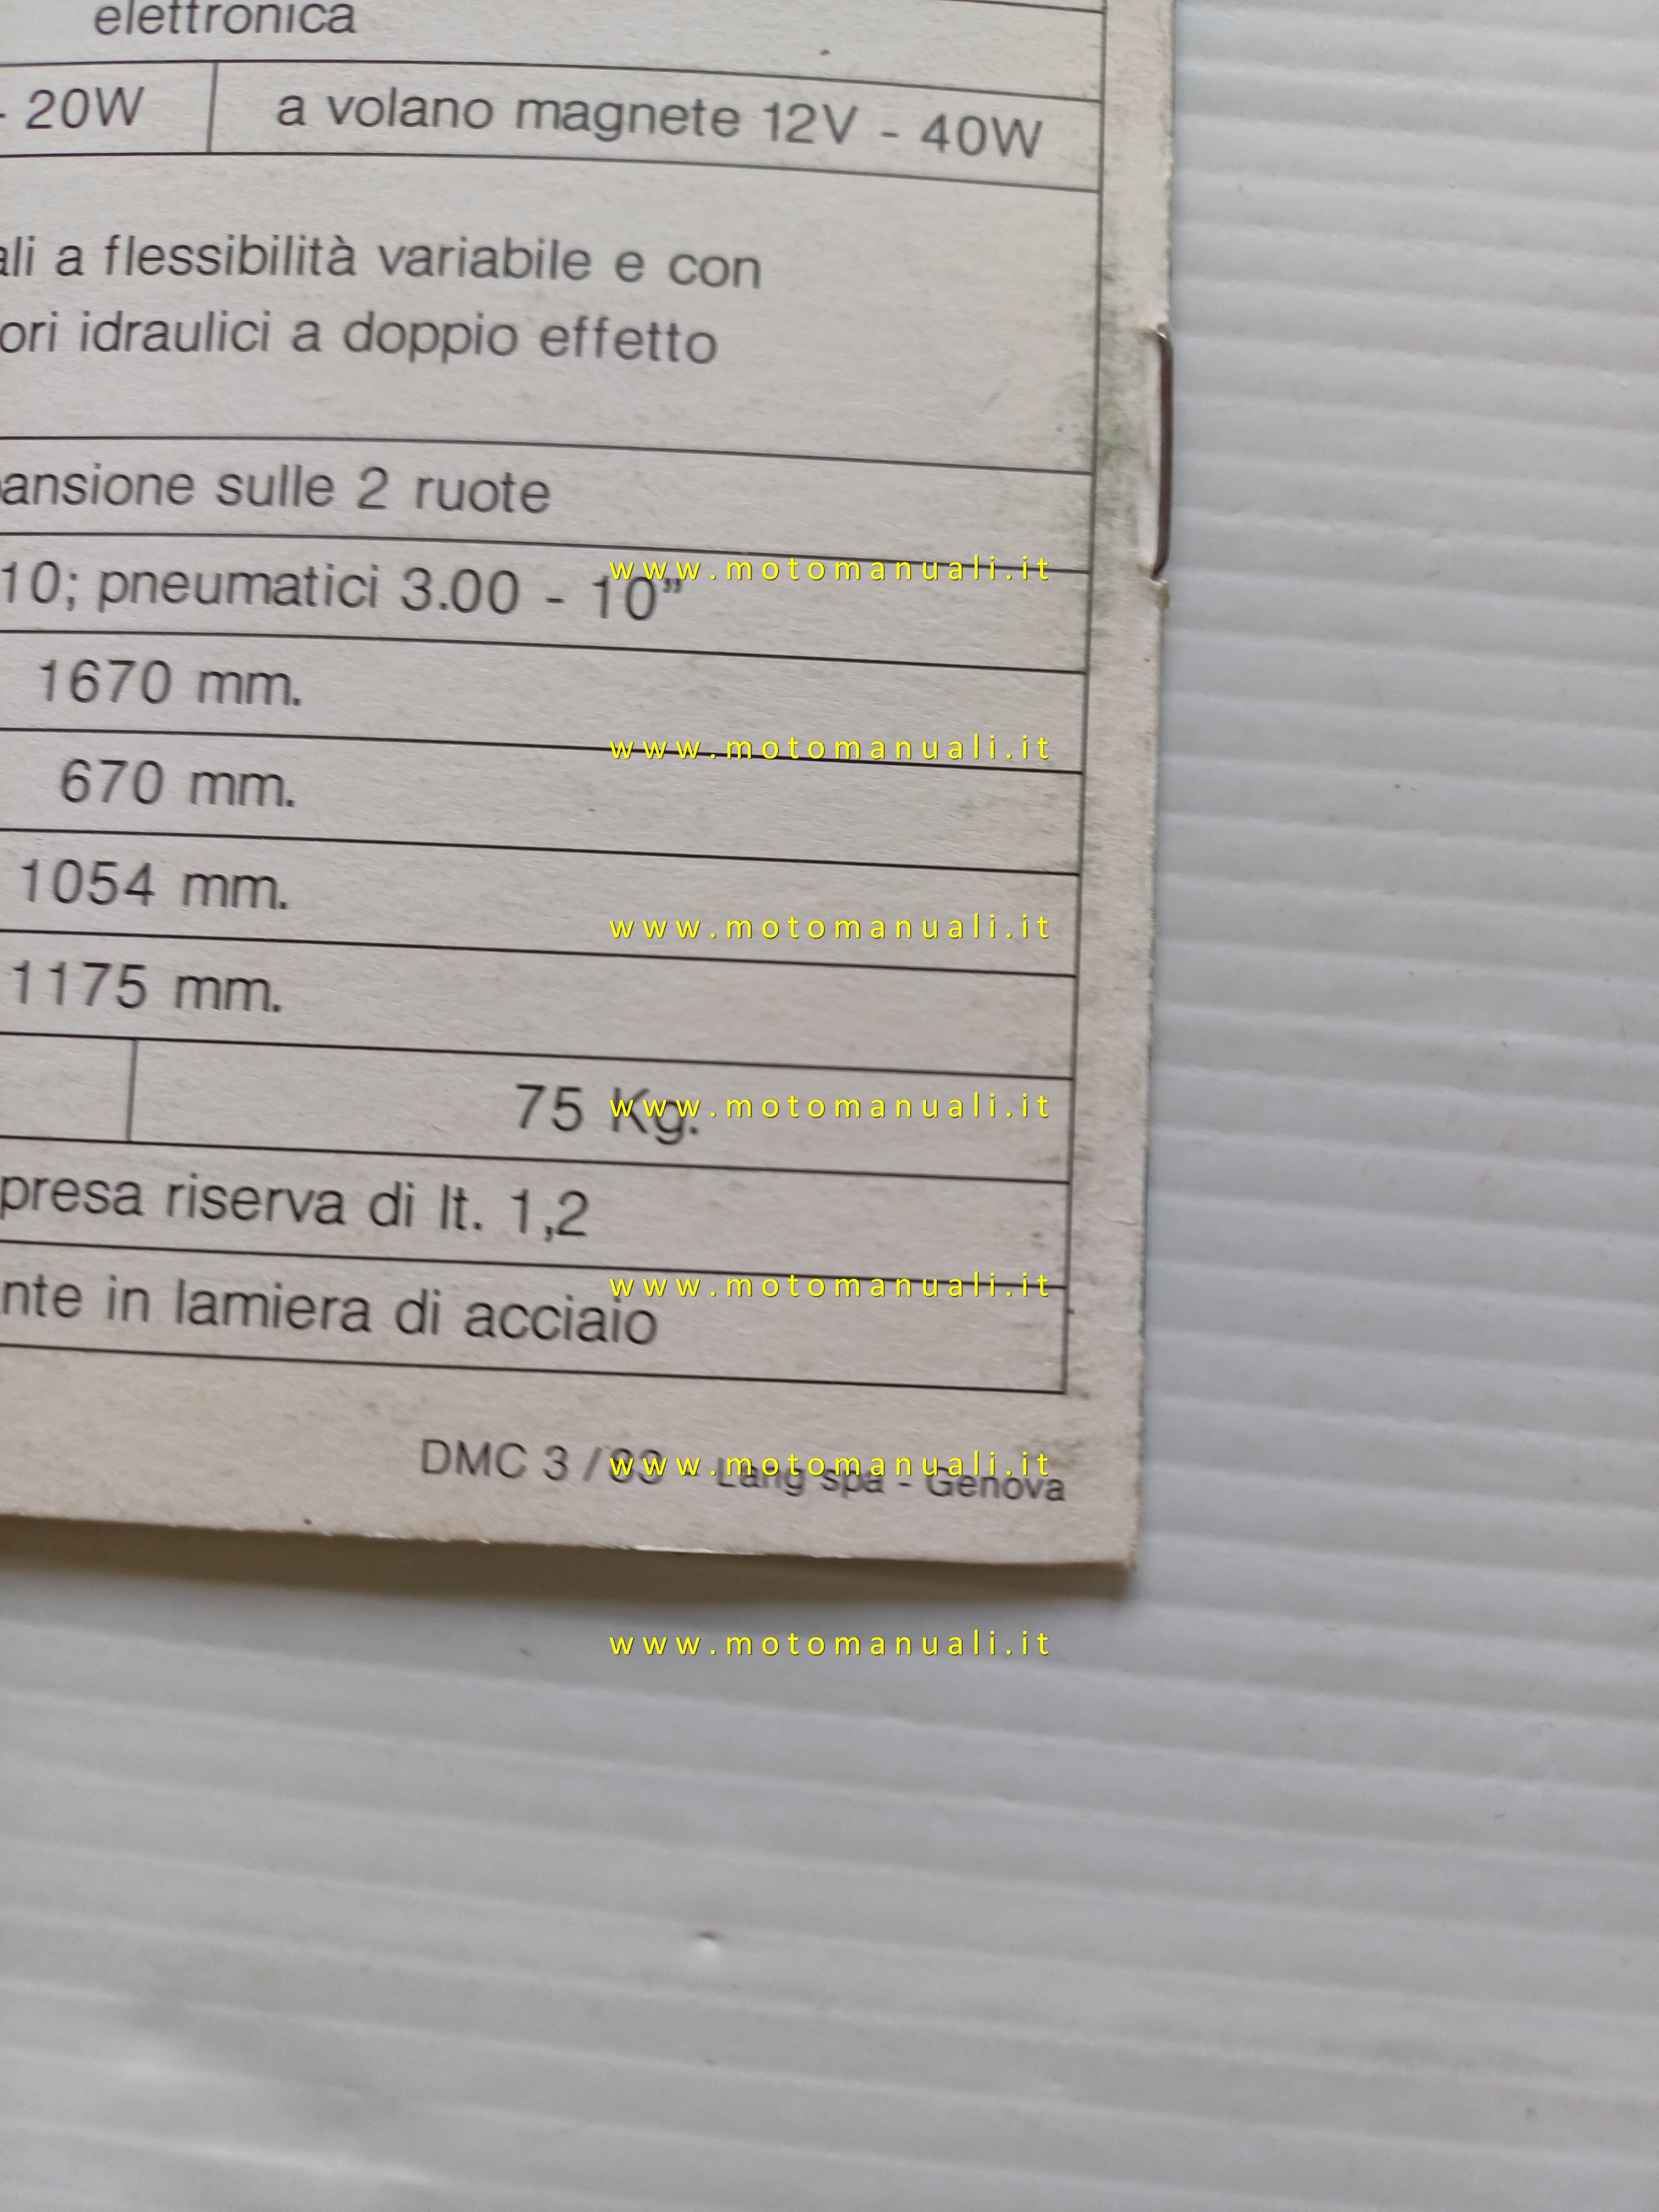 elettronica
- 20W a volano magnete 12V - 40W
ali a flessibilità variabile e con
ori idraulici a doppio effetto
ansione sulle 2 ruote
www.motomanuali.it
10; pneumatici 3.00 - 10”
1670 mm.
www.motomanuali.it
670 mm.
1054 mm.
www.motomanuali.it
1175 mm.
75 Kg.
www.motomanuali.it
presa riserva di lt. 1,2
www.motomanuali.it
nte in lamiera di acciaio
DMC 3 / - Lang spa - Genova
www.motomanuali.it
www.motomanuali.it